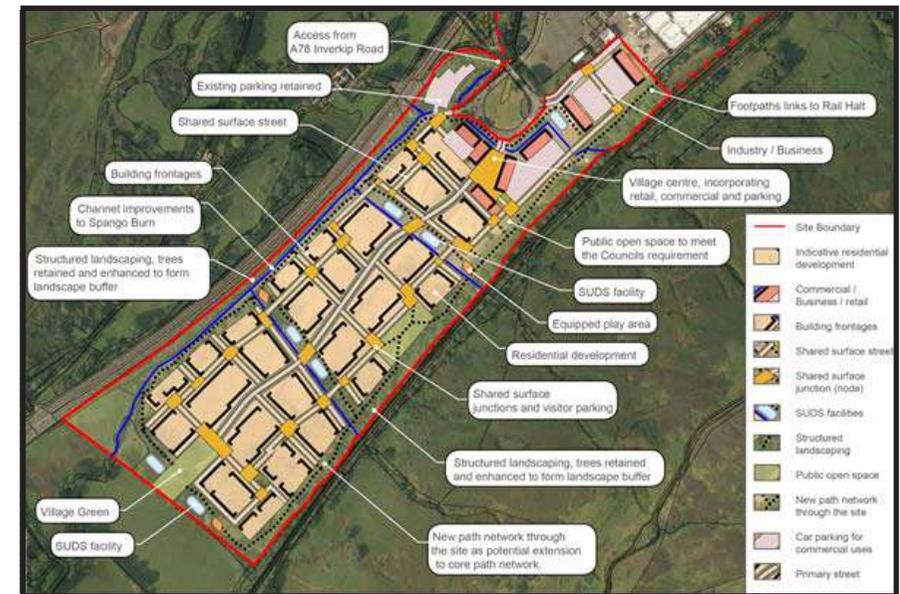 Access from
A78 Inverkip Road
Existing parking retained
Shared surface street
Building frontages
Channel improvements
to Spango Burn
Structured landscaping, trees
retained and enhanced to form
landscape buffer
Village Green
SUDS facility
Footpaths links to Rail Halt
Industry / Business
Village centre, incorporating
retail, commercial and parking
Public open space to meet
the Councils requirement
SUDS facility
Equipped play area
Residential development
Shared surface
junctions and visitor parking
Structured landscaping, trees retained
and enhanced to form landscape buffer
New path network through
the site as potential extension
to core path network.
Site Boundary
Indicative residential
development
Commercial /
Business / retail
Building frontages
Shared surface street
Shared surface
junction (node)
SUDS facilities
Structured
landscaping
Public open space
New path network
through the site
Car parking for
commercial uses
Primary street